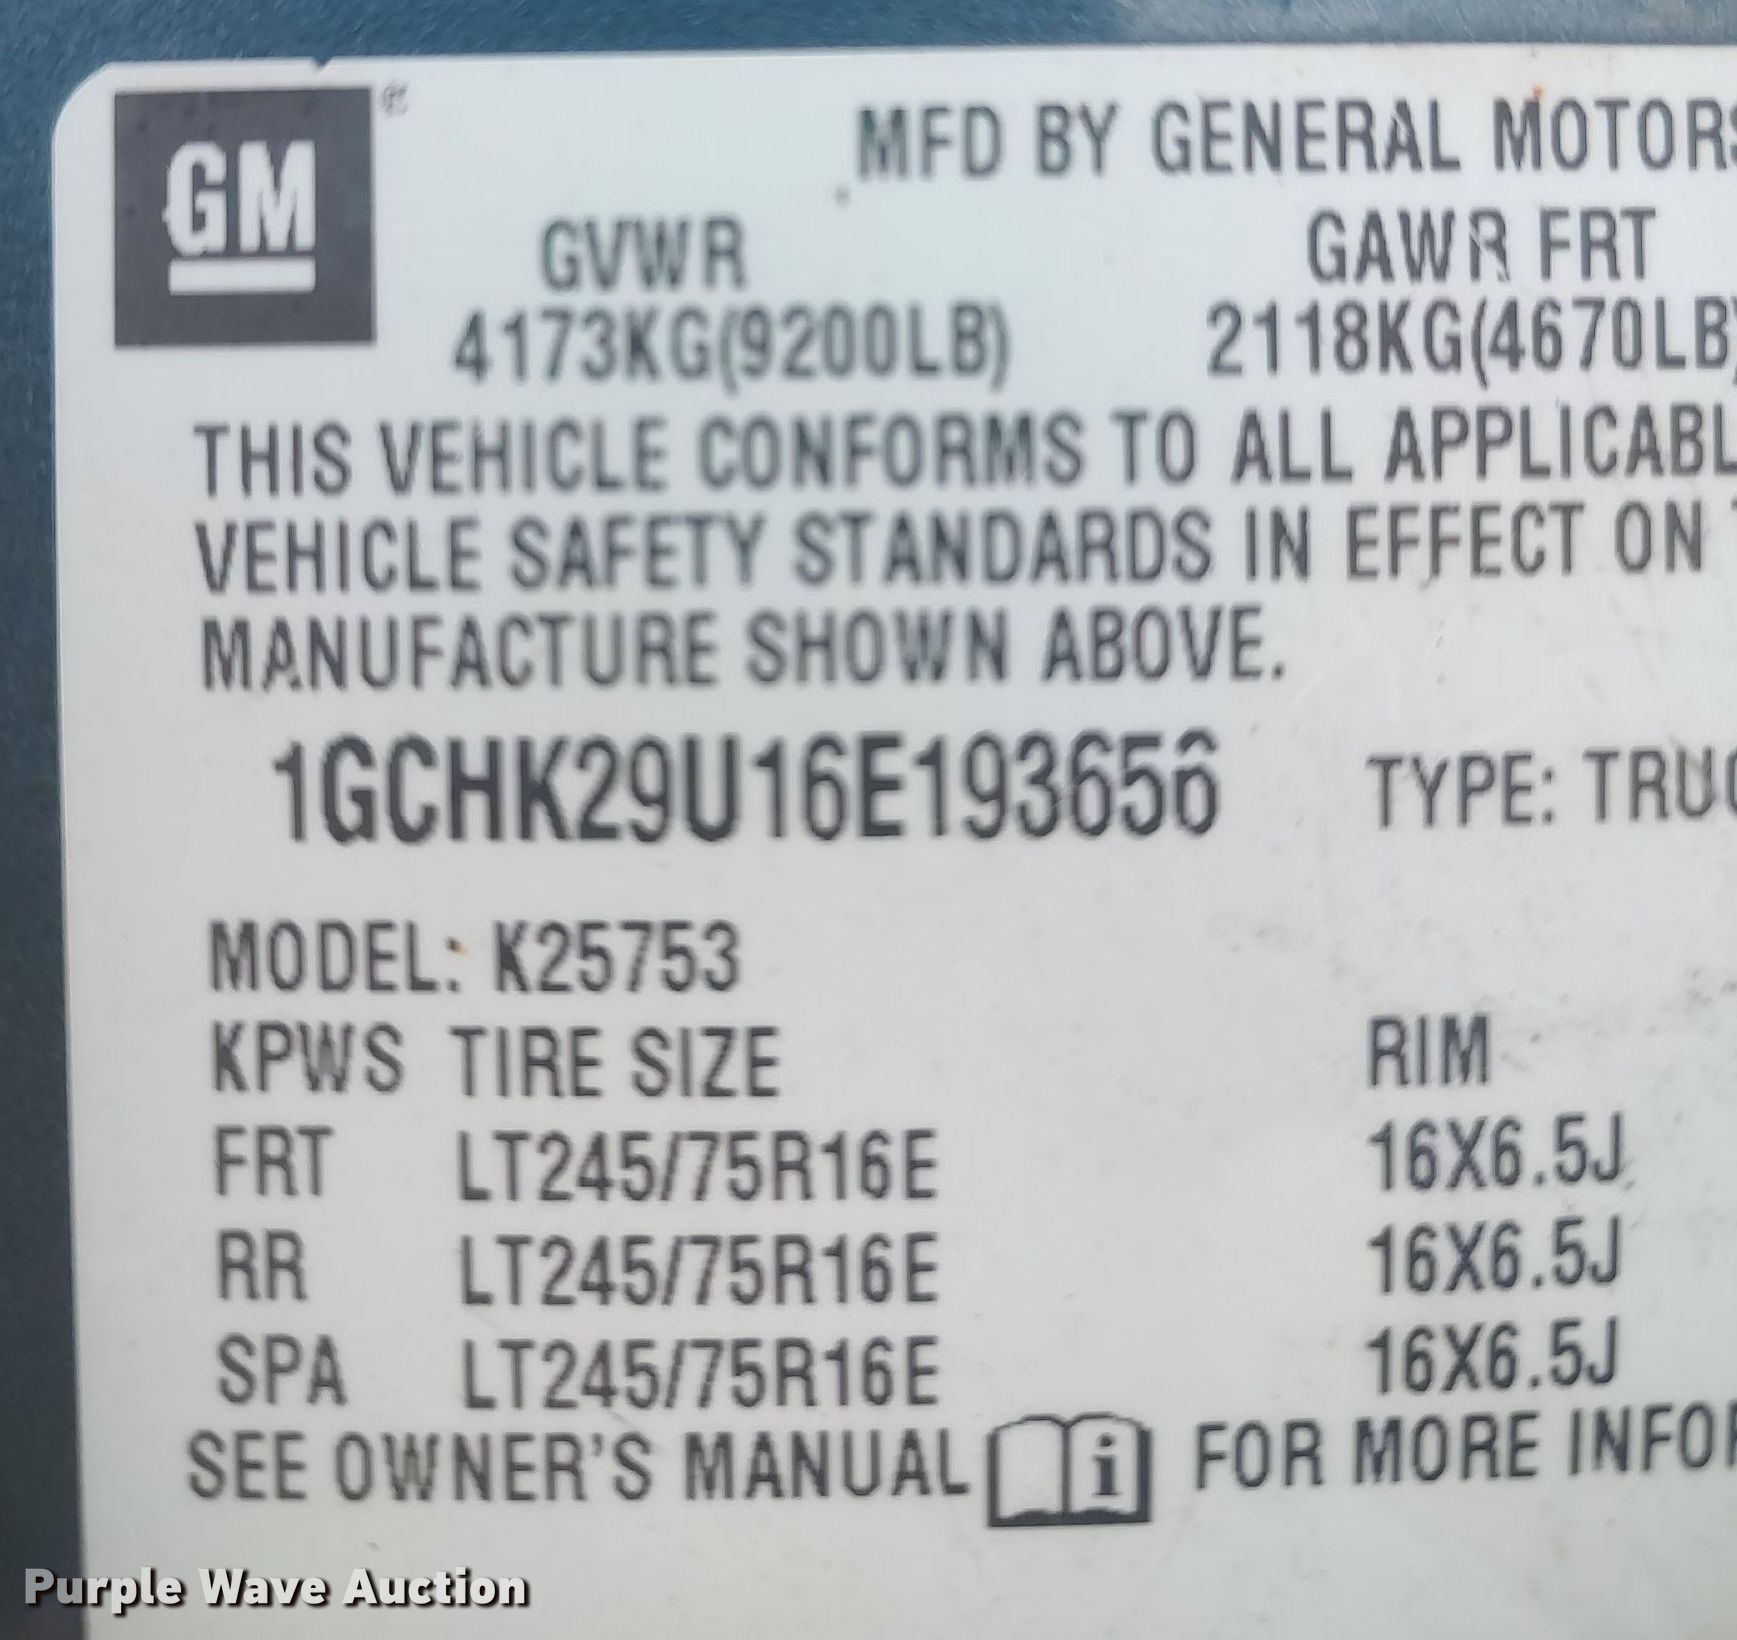 GM
MFD BY GENERAL MOTORS
GVWR GAWR FRT
4173KG(9200LB) 2118KG(4670LB)
THIS VEHICLE CONFORMS TO ALL APPLICABL
VEHICLE SAFETY STANDARDS IN EFFECT ON
MANUFACTURE SHOWN ABOVE.
1GCHK29U16E193656 TYPE: TRUC
MODEL: K25753
KPWS TIRE SIZE RIM
FRT LT245/75R16E 16X6.5J
RR LT245/75R16E 16X6.5J
SPA LT245/75R16E 16X6.5J
SEE OWNER'S MANUAL i FOR MORE INFOR
Purple Wave Auction